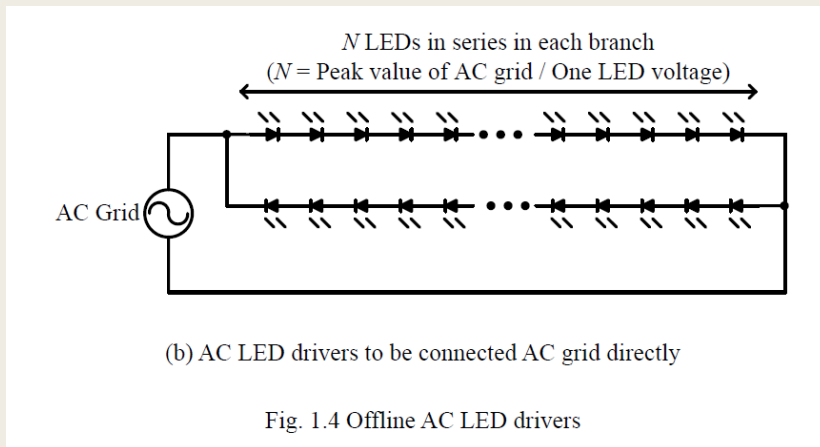 N LEDs in series in each branch
(N = Peak value of AC grid / One LED voltage)
AC Grid
(b) AC LED drivers to be connected AC grid directly
Fig. 1.4 Offline AC LED drivers